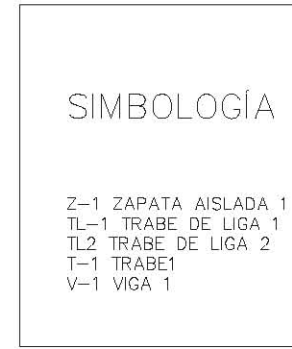 SIMBOLOGÍA
Z-1 ZAPATA AISLADA 1
TL-1 TRABE DE LIGA 1
TL2 TRABE DE LIGA 2
T-1 TRABE1
V-1 VIGA 1